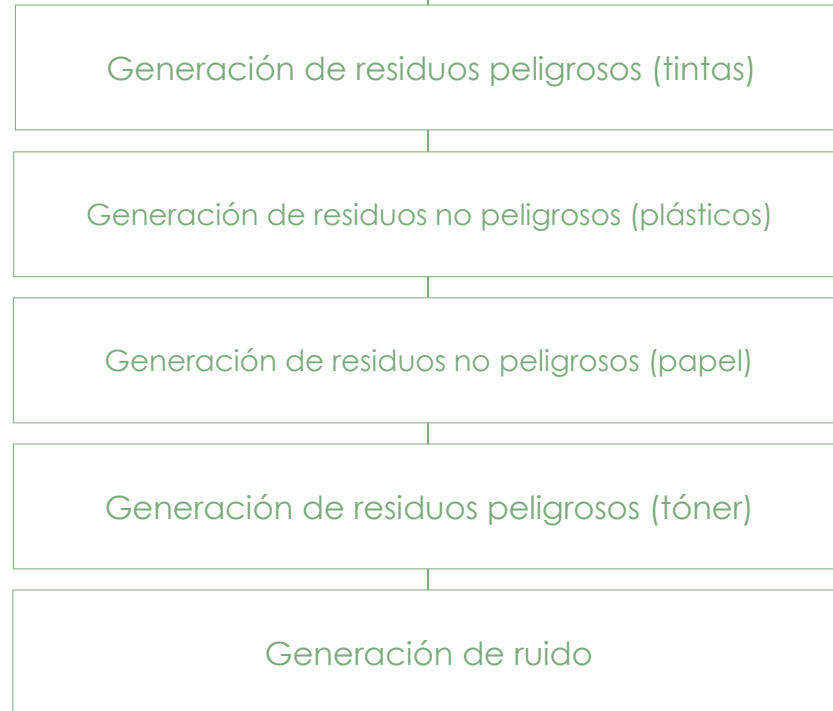 Generación de residuos peligrosos (tintas)
Generación de residuos no peligrosos (plásticos)
Generación de residuos no peligrosos (papel)
Generación de residuos peligrosos (tóner)
Generación de ruido